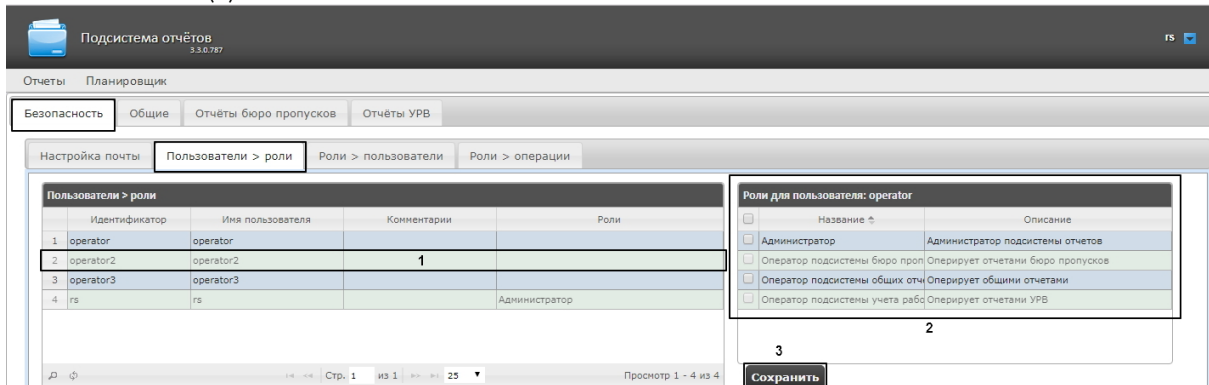 Подсистема отчётов
3.3.0.787
rs
Отчеты Планировщик
Безопасность Общие Отчёты бюро пропусков Отчёты УРВ
Настройка почты Пользователи > роли Роли > пользователи Роли > операции
Пользователи > роли
Идентификатор Имя пользователя Комментарии Роли
1 operator operator
2 operator2 operator2 1
3 operator3 operator3
4 rs rs Администратор
Стр. 1 из 1 25 Просмотр 1 - 4 из 4
Роли для пользователя: operator
Название Описание
Администратор Администратор подсистемы отчетов
Оператор подсистемы бюро проп Оперирует отчетами бюро пропусков
Оператор подсистемы общих отч Оперирует общими отчетами
Оператор подсистемы учета рабо Оперирует отчетами УРВ
2
3
Сохранить